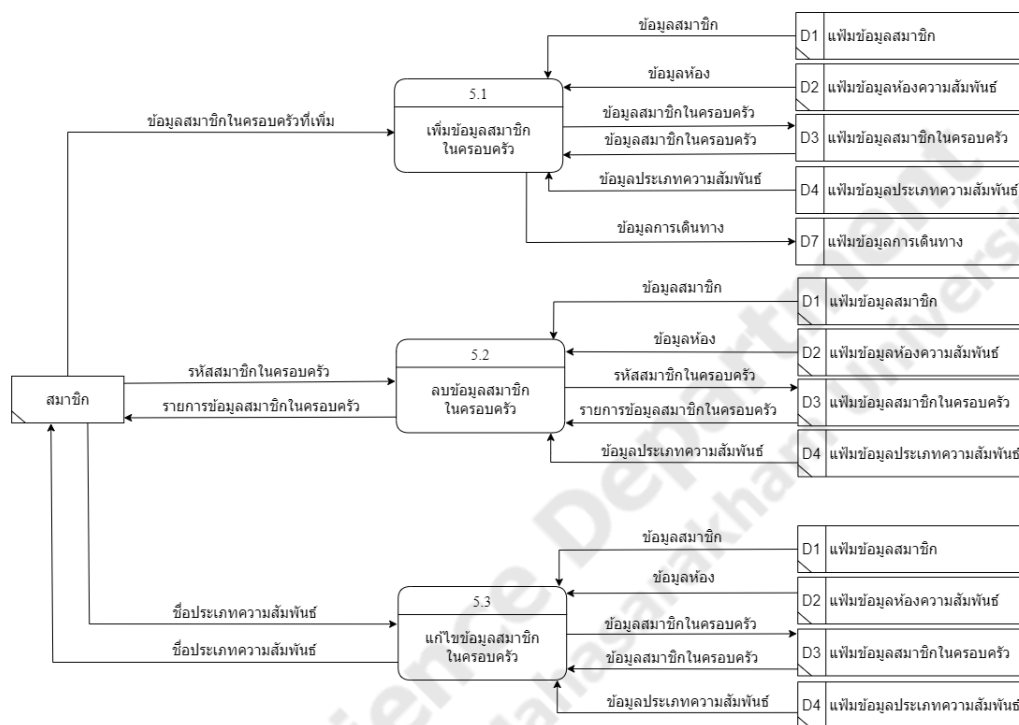 ข้อมูลสมาชิก
D1 แฟ้มข้อมูลสมาชิก
ข้อมูลห้อง
D2 แฟ้มข้อมูลห้องความสัมพันธ์
5.1
เพิ่มข้อมูลสมาชิก
ในครอบครัว
ข้อมูลสมาชิกในครอบครัวที่เพิ่ม
ข้อมูลสมาชิกในครอบครัว
ข้อมูลสมาชิกในครอบครัว
D3 แฟ้มข้อมูลสมาชิกในครอบครัว
ข้อมูลประเภทความสัมพันธ์
D4 แฟ้มข้อมูลประเภทความสัมพันธ์
ข้อมูลการเดินทาง
D7 แฟ้มข้อมูลการเดินทาง
ข้อมูลสมาชิก
D1 แฟ้มข้อมูลสมาชิก
ข้อมูลห้อง
D2 แฟ้มข้อมูลห้องความสัมพันธ์
5.2
ลบข้อมูลสมาชิก
ในครอบครัว
สมาชิก
รหัสสมาชิกในครอบครัว
รายการข้อมูลสมาชิกในครอบครัว
รหัสสมาชิกในครอบครัว
รายการข้อมูลสมาชิกในครอบครัว
D3 แฟ้มข้อมูลสมาชิกในครอบครัว
ข้อมูลประเภทความสัมพันธ์
D4 แฟ้มข้อมูลประเภทความสัมพันธ์
ข้อมูลสมาชิก
D1 แฟ้มข้อมูลสมาชิก
ข้อมูลห้อง
D2 แฟ้มข้อมูลห้องความสัมพันธ์
5.3
แก้ไขข้อมูลสมาชิก
ในครอบครัว
ชื่อประเภทความสัมพันธ์
ชื่อประเภทความสัมพันธ์
ข้อมูลสมาชิกในครอบครัว
ข้อมูลสมาชิกในครอบครัว
D3 แฟ้มข้อมูลสมาชิกในครอบครัว
ข้อมูลประเภทความสัมพันธ์
D4 แฟ้มข้อมูลประเภทความสัมพันธ์
Department